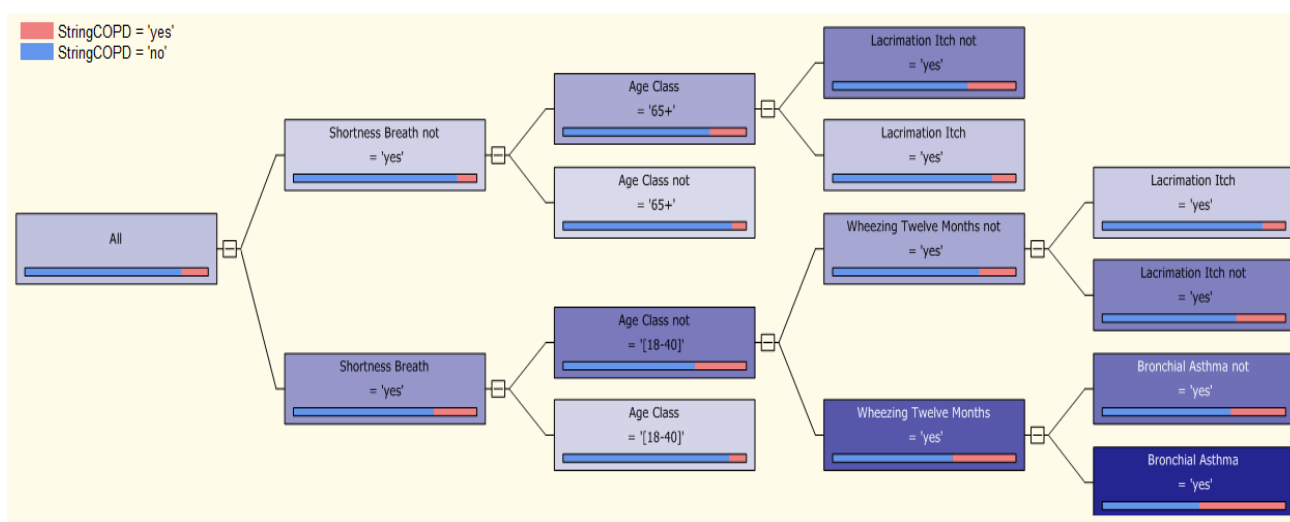 StringCOPD = 'yes'
StringCOPD = 'no'
All
Shortness Breath not
= 'yes'
Shortness Breath
= 'yes'
Age Class
= '65+'
Age Class not
= '65+'
Age Class not
= '[18-40]'
Age Class
= '[18-40]'
Lacrimation Itch not
= 'yes'
Lacrimation Itch
= 'yes'
Wheezing Twelve Months not
= 'yes'
Wheezing Twelve Months
= 'yes'
Lacrimation Itch
= 'yes'
Lacrimation Itch not
= 'yes'
Bronchial Asthma not
= 'yes'
Bronchial Asthma
= 'yes'